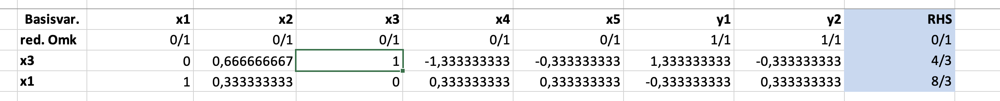 Basisvar. x1 x2 x3 x4 x5 y1 y2 RHS
red. Omk 0/1 0/1 0/1 0/1 0/1 1/1 1/1 0/1
x3 0 0,666666667 1 -1,333333333 -0,333333333 1,333333333 -0,333333333 4/3
x1 1 0,333333333 0 0,333333333 0,333333333 -0,333333333 0,333333333 8/3